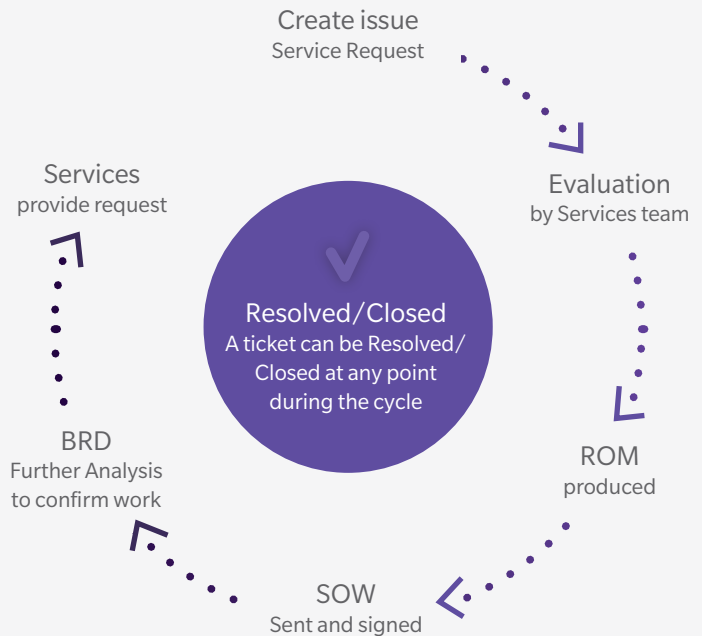 Create issue
Service Request
Evaluation
by Services team
ROM
produced
SOW
Sent and signed
BRD
Further Analysis
to confirm work
Services
provide request
Resolved/Closed
A ticket can be Resolved/
Closed at any point
during the cycle